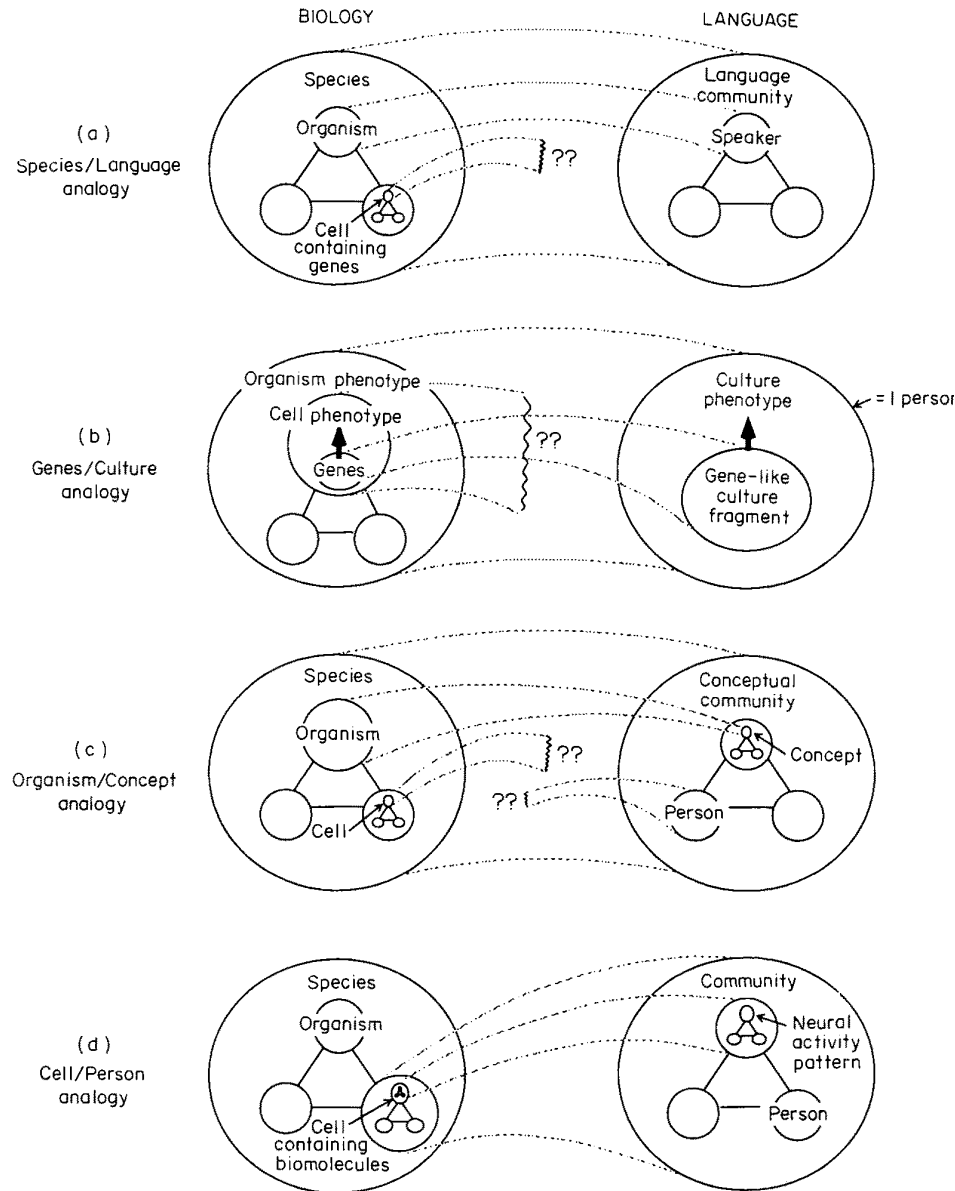 BIOLOGY
LANGUAGE
(a)
Species/Language
analogy
Species
Organism
Cell
containing
genes
??
Language
community
Speaker
(b)
Genes/Culture
analogy
Organism phenotype
Cell phenotype
Genes
??
Culture
phenotype
Gene-like
culture
fragment
= 1 person
(c)
Organism/Concept
analogy
Species
Organism
Cell
??
??
Conceptual
community
Concept
Person
(d)
Cell/Person
analogy
Species
Organism
Cell
containing
biomolecules
Community
Neural
activity
pattern
Person